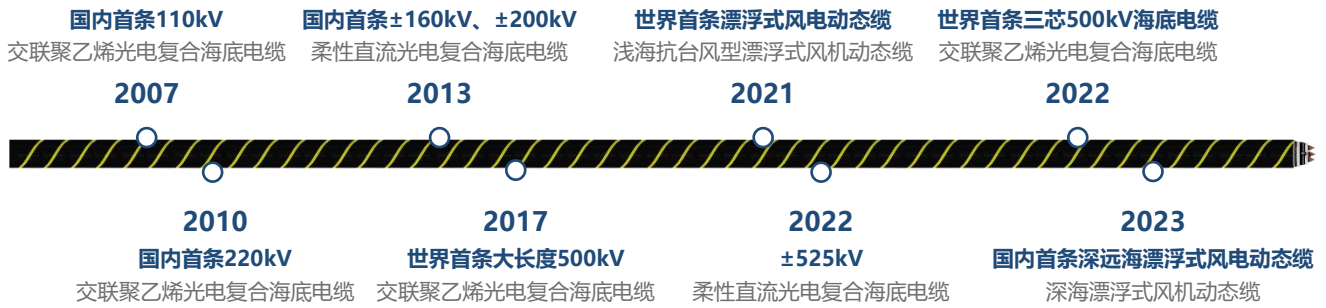 国内首条110kV
交联聚乙烯光电复合海底电缆
2007
国内首条±160kV、±200kV
柔性直流光电复合海底电缆
2013
世界首条漂浮式风电动态缆
浅海抗台风型漂浮式风机动态缆
2021
世界首条三芯500kV海底电缆
交联聚乙烯光电复合海底电缆
2022
2010
国内首条220kV
交联聚乙烯光电复合海底电缆
2017
世界首条大长度500kV
交联聚乙烯光电复合海底电缆
2022
±525kV
柔性直流光电复合海底电缆
2023
国内首条深远海漂浮式风电动态缆
深海漂浮式风机动态缆